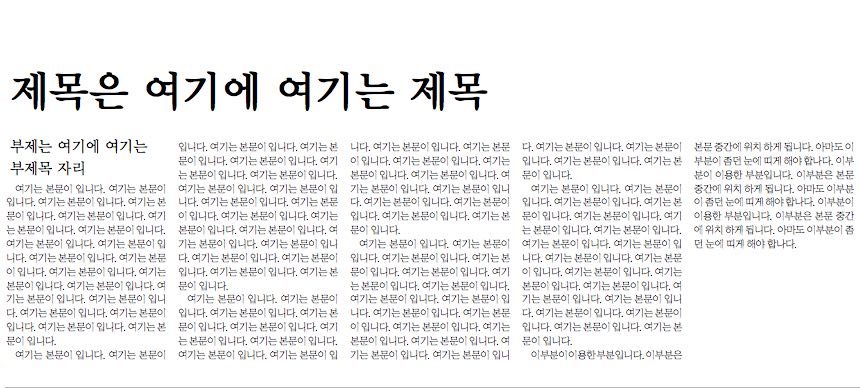 제목은 여기에 여기는 제목
부제는 여기에 여기는
부제목 자리
여기는 본문이 입니다. 여기는 본문이
입니다. 여기는 본문이 입니다. 여기는 본
문이 입니다. 여기는 본문이 입니다. 여기
는 본문이 입니다. 여기는 본문이 입니다.
여기는 본문이 입니다. 여기는 본문이 입
니다. 여기는 본문이 입니다. 여기는 본문
이 입니다. 여기는 본문이 입니다. 여기는
본문이 입니다. 여기는 본문이 입니다. 여
기는 본문이 입니다. 여기는 본문이 입니
다. 여기는 본문이 입니다. 여기는 본문이
입니다. 여기는 본문이 입니다. 여기는 본
문이 입니다.
여기는 본문이 입니다. 여기는 본문이
입니다. 여기는 본문이 입니다. 여기는 본
문이 입니다. 여기는 본문이 입니다. 여기
는 본문이 입니다. 여기는 본문이 입니다.
여기는 본문이 입니다. 여기는 본문이 입
니다. 여기는 본문이 입니다. 여기는 본문
이 입니다. 여기는 본문이 입니다. 여기는
본문이 입니다. 여기는 본문이 입니다. 여
기는 본문이 입니다. 여기는 본문이 입니
다. 여기는 본문이 입니다. 여기는 본문이
입니다. 여기는 본문이 입니다. 여기는 본
문이 입니다.
여기는 본문이 입니다. 여기는 본문이
입니다. 여기는 본문이 입니다. 여기는 본
문이 입니다. 여기는 본문이 입니다. 여기
는 본문이 입니다. 여기는 본문이 입니다.
여기는 본문이 입니다. 여기는 본문이 입
니다. 여기는 본문이 입니다. 여기는 본문
이 입니다. 여기는 본문이 입니다. 여기는
본문이 입니다. 여기는 본문이 입니다. 여
기는 본문이 입니다. 여기는 본문이 입니
다. 여기는 본문이 입니다. 여기는 본문이
입니다. 여기는 본문이 입니다. 여기는 본
문이 입니다.
여기는 본문이 입니다. 여기는 본문이
입니다. 여기는 본문이 입니다. 여기는 본
문이 입니다. 여기는 본문이 입니다. 여기
는 본문이 입니다. 여기는 본문이 입니다.
여기는 본문이 입니다. 여기는 본문이 입
니다. 여기는 본문이 입니다. 여기는 본문
이 입니다. 여기는 본문이 입니다. 여기는
본문이 입니다. 여기는 본문이 입니다. 여
기는 본문이 입니다. 여기는 본문이 입니
다. 여기는 본문이 입니다. 여기는 본문이
입니다. 여기는 본문이 입니다. 여기는 본
문이 입니다.
여기는 본문이 입니다. 여기는 본문이
입니다. 여기는 본문이 입니다. 여기는 본
문이 입니다. 여기는 본문이 입니다. 여기
는 본문이 입니다. 여기는 본문이 입니다.
여기는 본문이 입니다. 여기는 본문이 입
니다. 여기는 본문이 입니다. 여기는 본문
이 입니다. 여기는 본문이 입니다. 여기는
본문이 입니다. 여기는 본문이 입니다. 여
기는 본문이 입니다. 여기는 본문이 입니
다. 여기는 본문이 입니다. 여기는 본문이
입니다. 여기는 본문이 입니다. 여기는 본
문이 입니다.
이부분이 이용한 부분입니다. 이부분은
본문 중간에 위치 하게 됩니다. 아마도 이
부분이 좀던 눈에 띠게 해야 합나다. 이부
분이 이용한 부분입니다. 이부분은 본문
중간에 위치 하게 됩니다. 아마도 이부분
이 좀던 눈에 띠게 해야 합나다. 이부분이
이용한 부분입니다. 이부분은 본문 중간
에 위치 하게 됩니다. 아마도 이부분이 좀
던 눈에 띠게 해야 합나다.